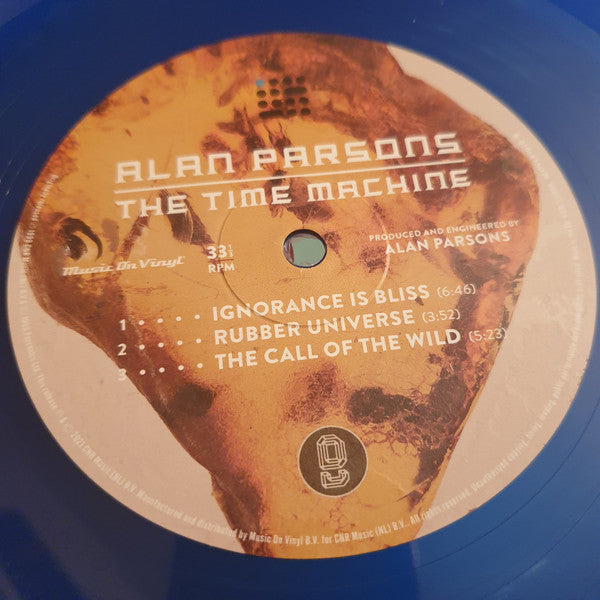 ALAN PARSONS
THE TIME MACHINE
Music On Vinyl
33 1/3
RPM
PRODUCED AND ENGINEERED BY
ALAN PARSONS
1 · · · · IGNORANCE IS BLISS (6:46)
2 · · · · RUBBER UNIVERSE (3:52)
3 · · · · THE CALL OF THE WILD (5:23)
Manufactured and distributed by Music On Vinyl B.V. for CNR Music (NL) B.V.. All rights reserved.